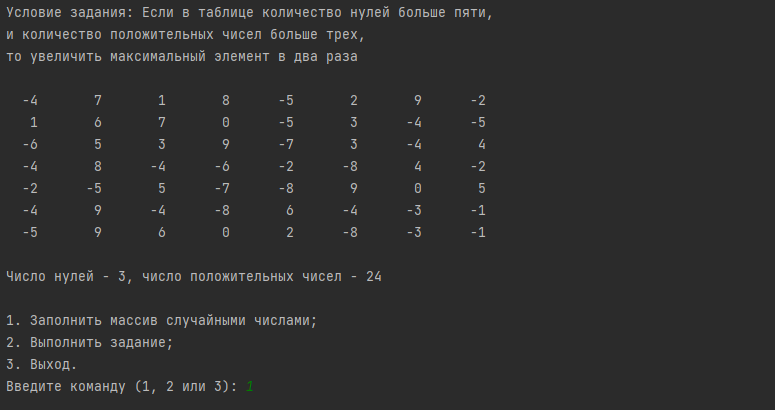 Условие задания: Если в таблице количество нулей больше пяти,
и количество положительных чисел больше трех,
то увеличить максимальный элемент в два раза
-4 7 1 8 -5 2 9 -2
1 6 7 0 -5 3 -4 -5
-6 5 3 9 -7 3 -4 4
-4 8 -4 -6 -2 -8 4 -2
-2 -5 5 -7 -8 9 0 5
-4 9 -4 -8 6 -4 -3 -1
-5 9 6 0 2 -8 -3 -1
Число нулей - 3, число положительных чисел - 24
1. Заполнить массив случайными числами;
2. Выполнить задание;
3. Выход.
Введите команду (1, 2 или 3): 1